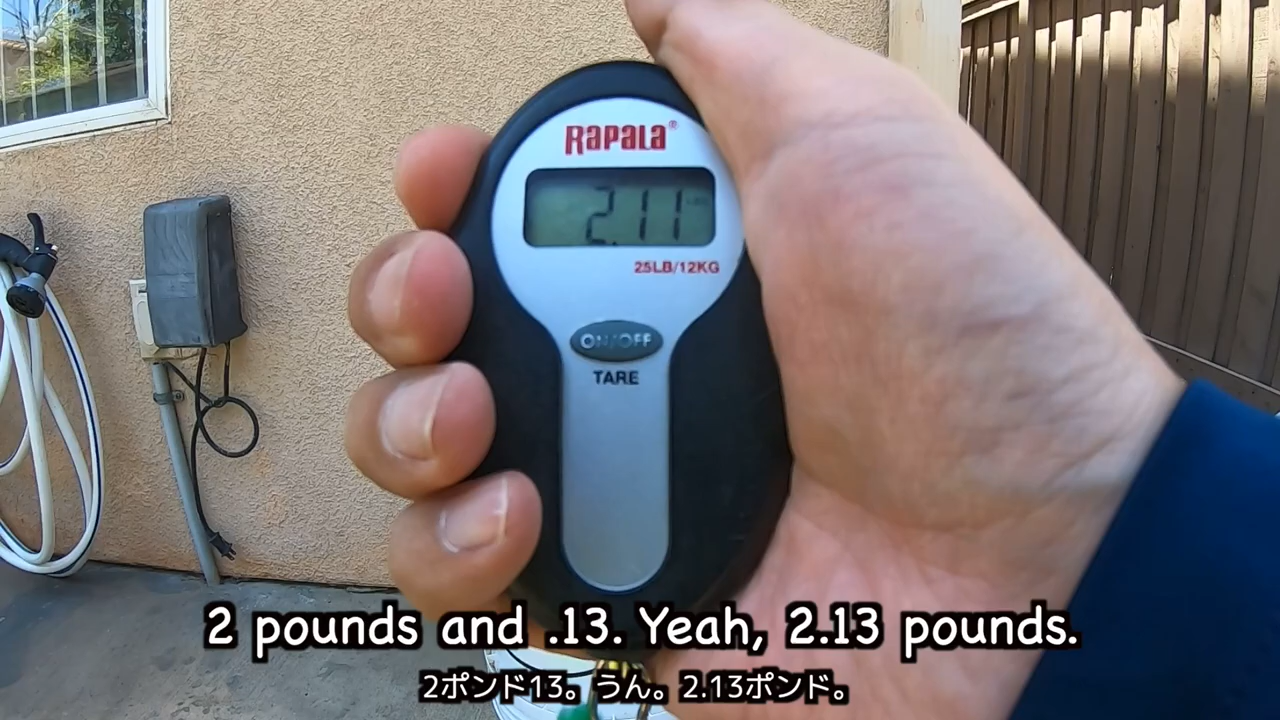 Rapala®
2.11
25LB/12KG
ON/OFF
TARE
2 pounds and .13. Yeah, 2.13 pounds.
2ポンド13。うん。2.13ポンド。